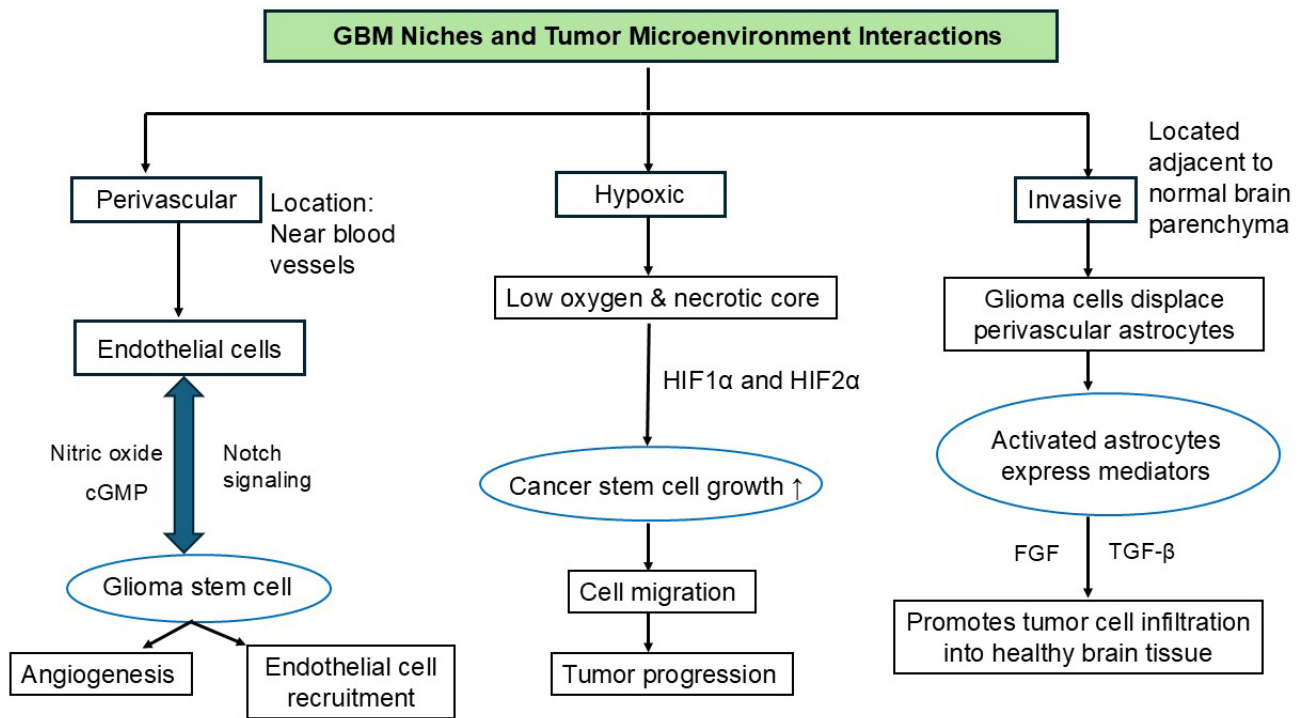 GBM Niches and Tumor Microenvironment Interactions
Perivascular
Location:
Near blood
vessels
Endothelial cells
Nitric oxide
cGMP
Notch
signaling
Glioma stem cell
Angiogenesis
Endothelial cell
recruitment
Hypoxic
Low oxygen & necrotic core
HIF1α and HIF2α
Cancer stem cell growth ↑
Cell migration
Tumor progression
Invasive
Located
adjacent to
normal brain
parenchyma
Glioma cells displace
perivascular astrocytes
Activated astrocytes
express mediators
FGF
TGF-β
Promotes tumor cell infiltration
into healthy brain tissue